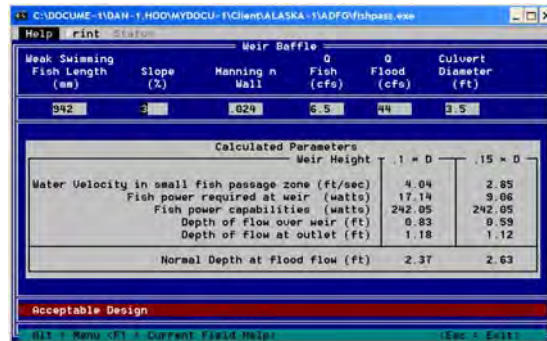 C:\DOCUME~1\DAN~1.HOO\MYDOCU~1\Client\ALASKA~1\ADFG\fishpass.exe
Help Print Status
Weir Baffle
Weak Swimming Q Q Culvert
Fish Length Slope Manning n Fish Flood Diameter
(mm) (%) Wall (cfs) (cfs) (ft)
942 3 .024 6.5 44 3.5
Calculated Parameters
Weir Height .1 * D .15 * D
Water Velocity in small fish passage zone (ft/sec) 4.04 2.85
Fish power required at weir (watts) 17.14 9.06
Fish power capabilities (watts) 242.05 242.05
Depth of flow over weir (ft) 0.83 0.59
Depth of flow at outlet (ft) 1.18 1.12
Normal Depth at flood flow (ft) 2.37 2.63
Acceptable Design
Alt : Menu <F1 : Current Field Help> <Esc : Exit>